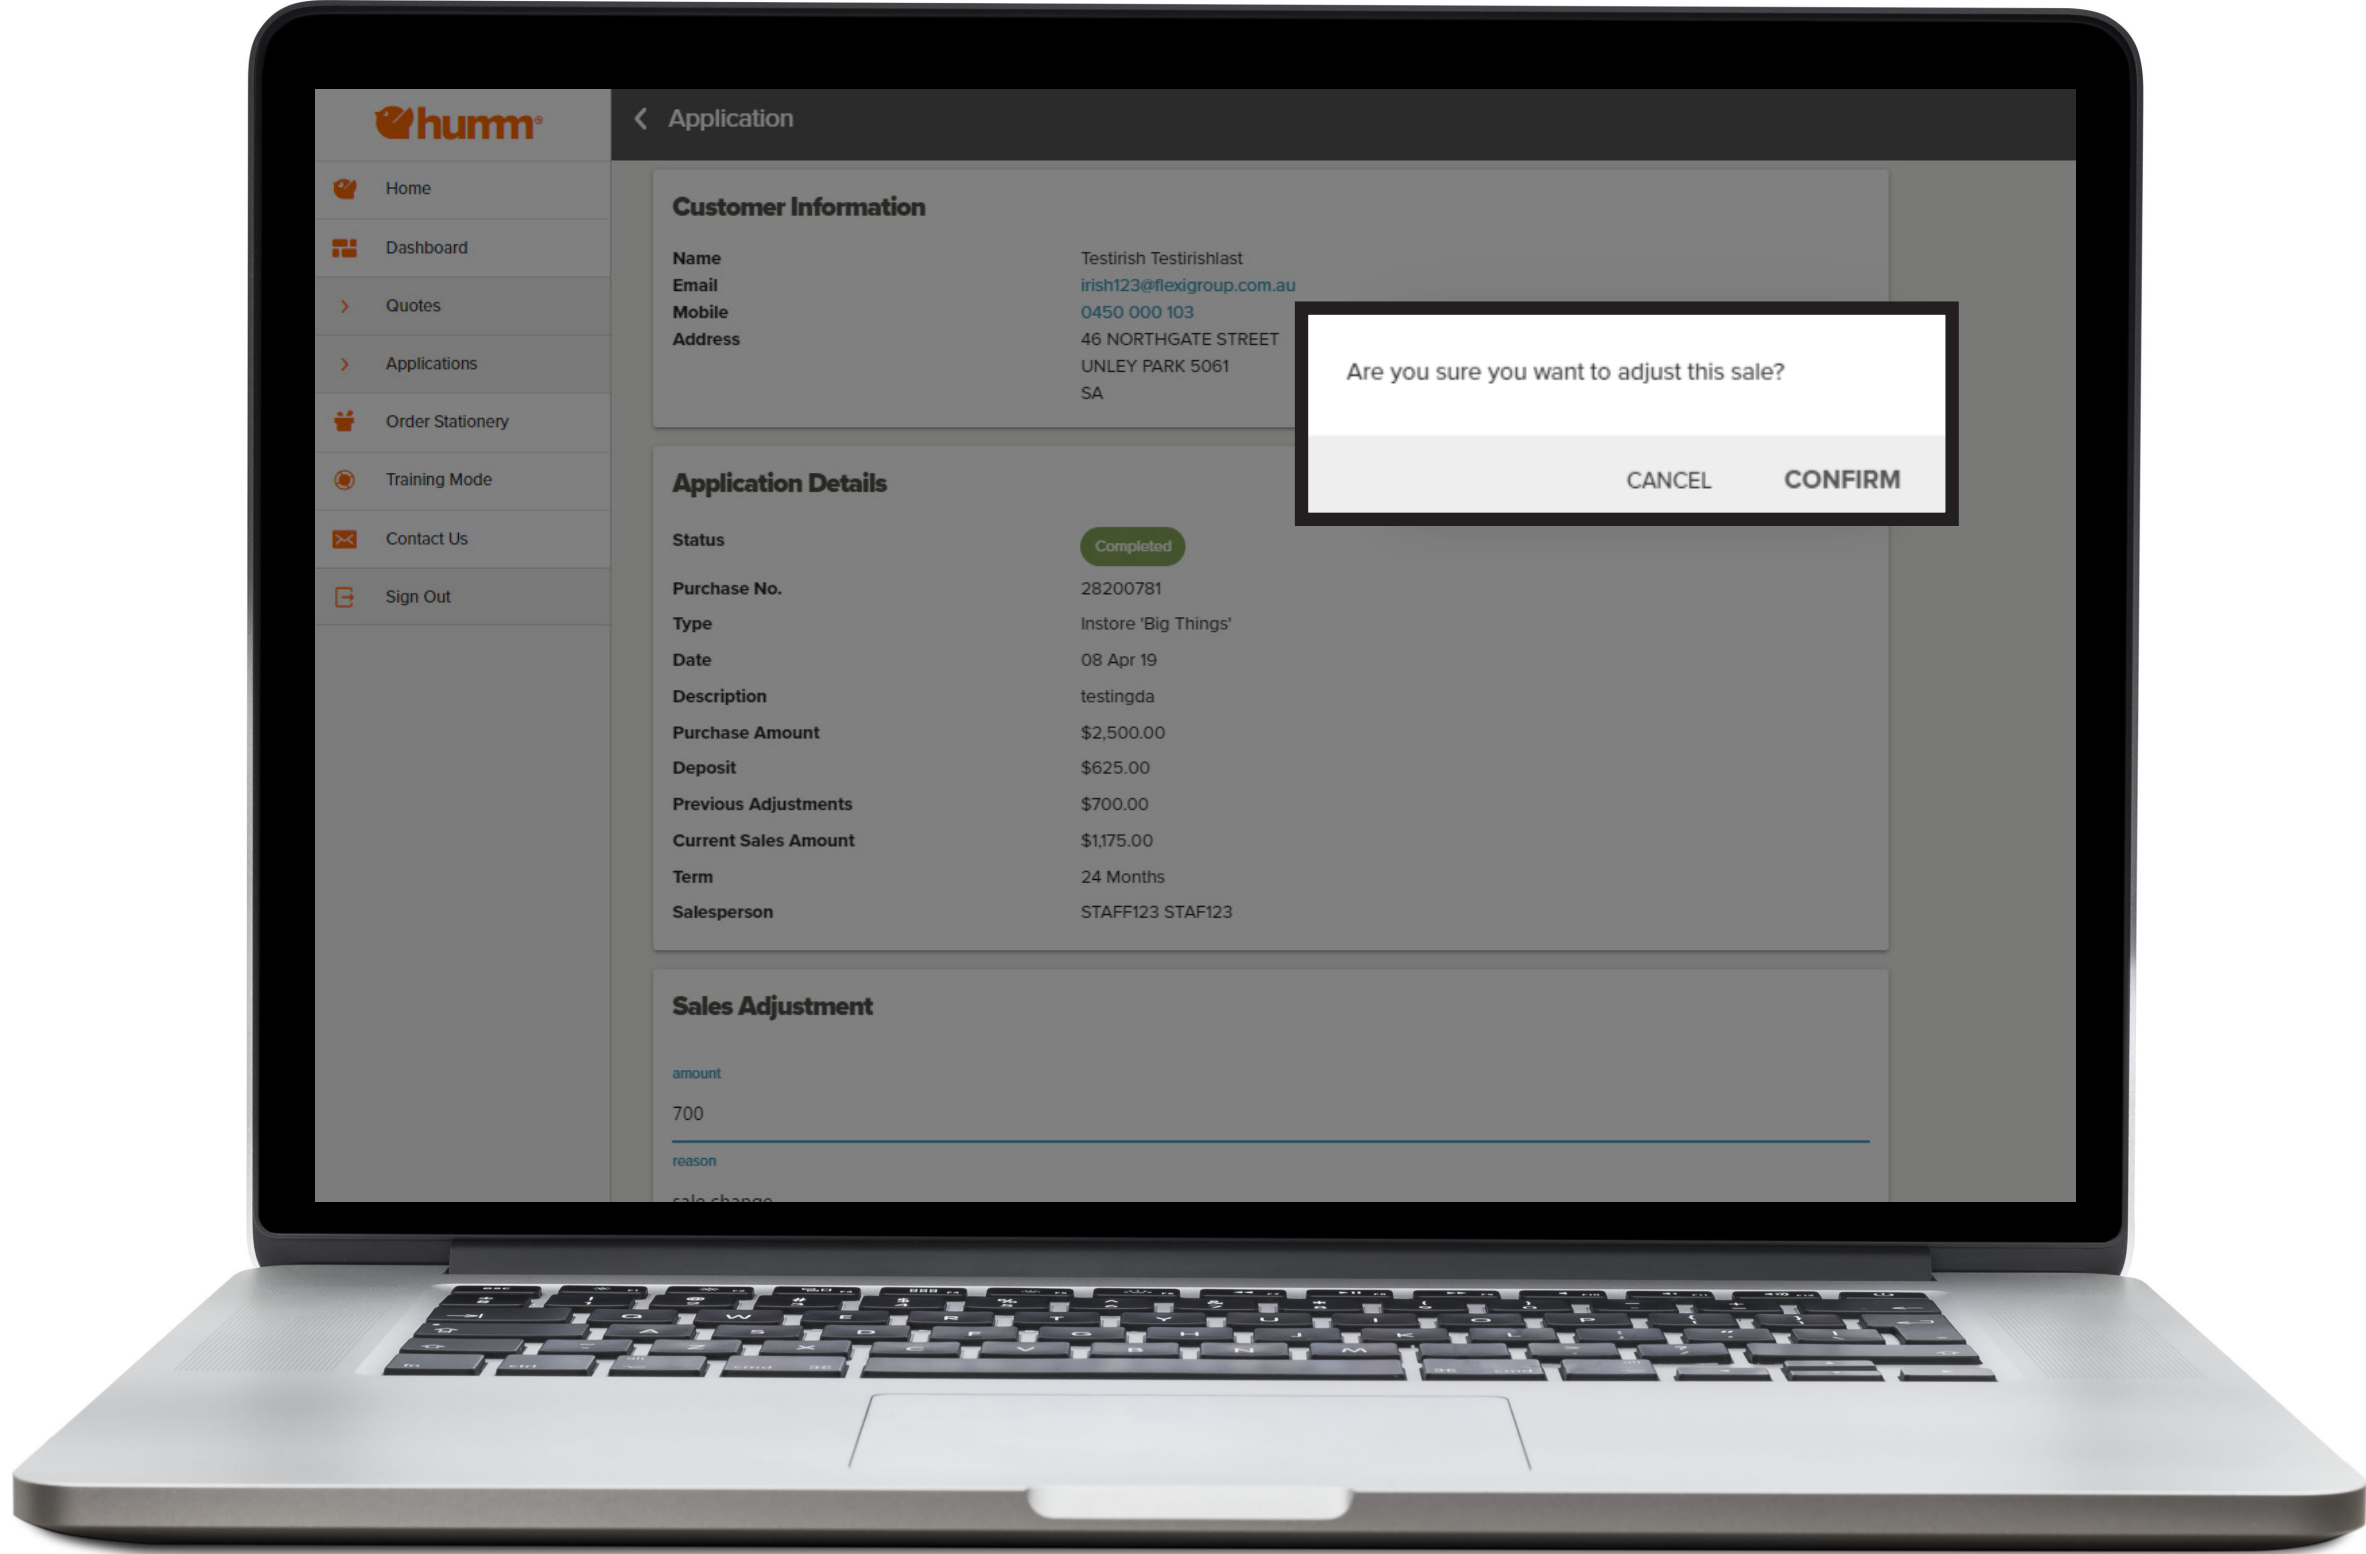 humm
Application
Home
Dashboard
Quotes
Applications
Order Stationery
Training Mode
Contact Us
Sign Out
Customer Information
Name Testirish Testirishlast
Email irish123@flexigroup.com.au
Mobile 0450 000 103
Address 46 NORTHGATE STREET
UNLEY PARK 5061
SA
Are you sure you want to adjust this sale?
CANCEL CONFIRM
Application Details
Status Completed
Purchase No. 28200781
Type Instore 'Big Things'
Date 08 Apr 19
Description testingda
Purchase Amount $2,500.00
Deposit $625.00
Previous Adjustments $700.00
Current Sales Amount $1,175.00
Term 24 Months
Salesperson STAFF123 STAF123
Sales Adjustment
amount
700
reason
sale change